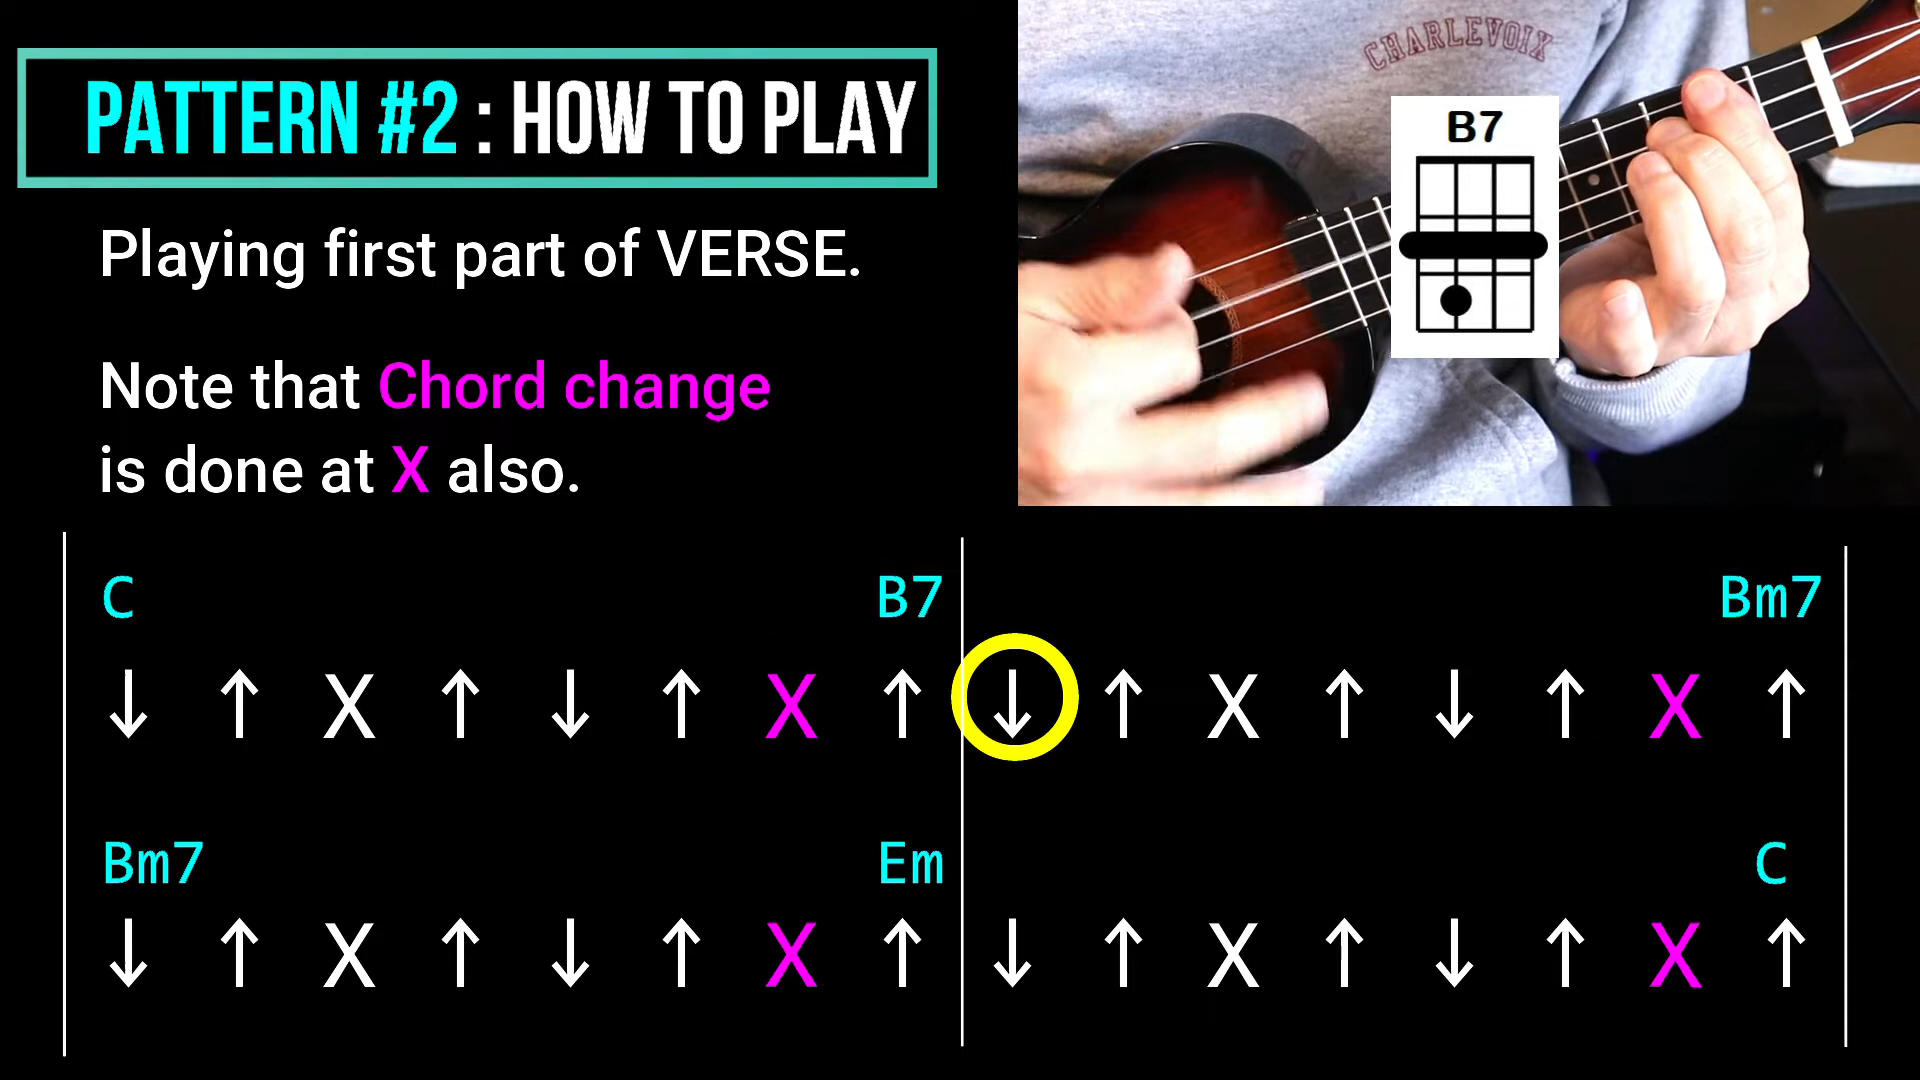 PATTERN #2 : HOW TO PLAY
Playing first part of VERSE.
Note that Chord change
is done at X also.
CHARLEVOIX
B7
C B7 Bm7
↓ ↑ X ↑ ↓ ↑ X ↑ ↓ ↑ X ↑ ↓ ↑ X ↑
Bm7 Em C
↓ ↑ X ↑ ↓ ↑ X ↑ ↓ ↑ X ↑ ↓ ↑ X ↑